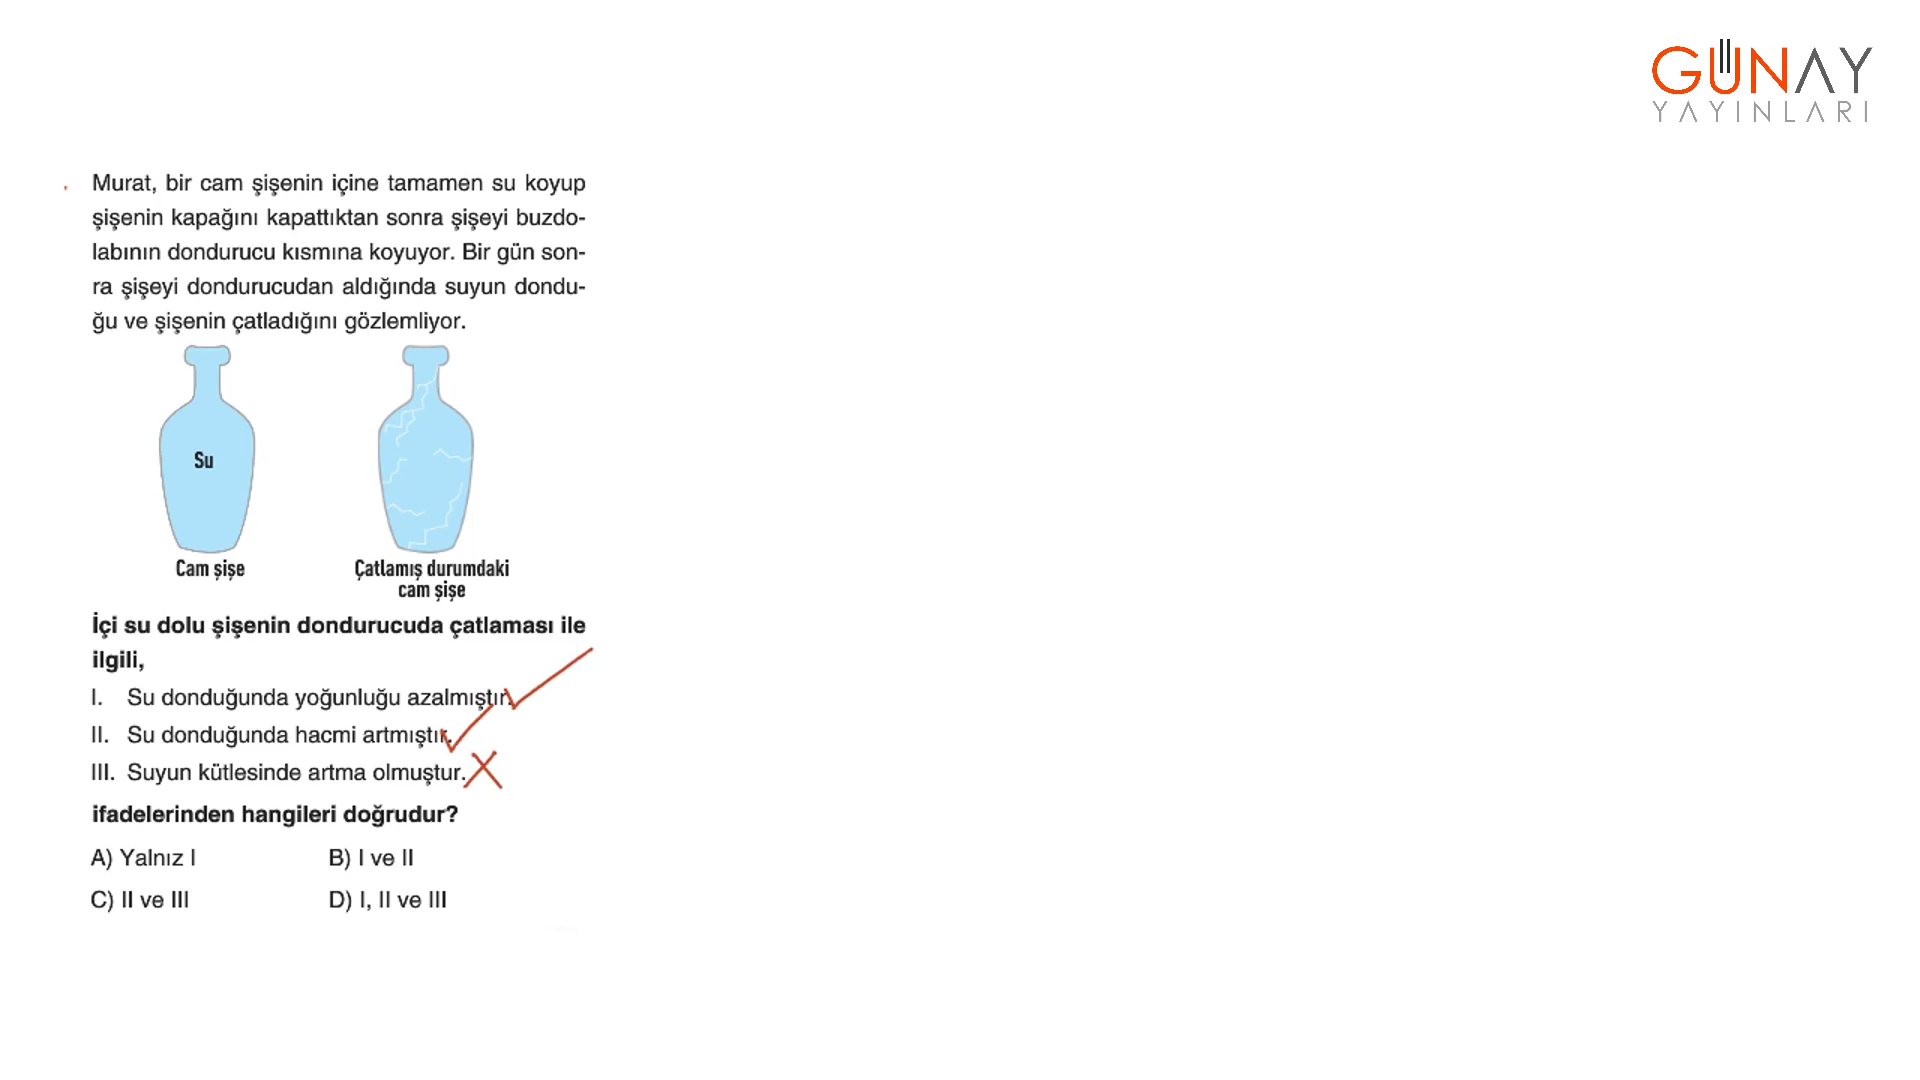 GÜNAY
YAYINLARI
Murat, bir cam şişenin içine tamamen su koyup
şişenin kapağını kapattıktan sonra şişeyi buzdo-
labının dondurucu kısmına koyuyor. Bir gün son-
ra şişeyi dondurucudan aldığında suyun dondu-
ğu ve şişenin çatladığını gözlemliyor.
Su
Cam şişe
Çatlamış durumdaki
cam şişe
İçi su dolu şişenin dondurucuda çatlaması ile
ilgili,
I. Su donduğunda yoğunluğu azalmıştır.
II. Su donduğunda hacmi artmıştır.
III. Suyun kütlesinde artma olmuştur.
ifadelerinden hangileri doğrudur?
A) Yalnız I B) I ve II
C) II ve III D) I, II ve III